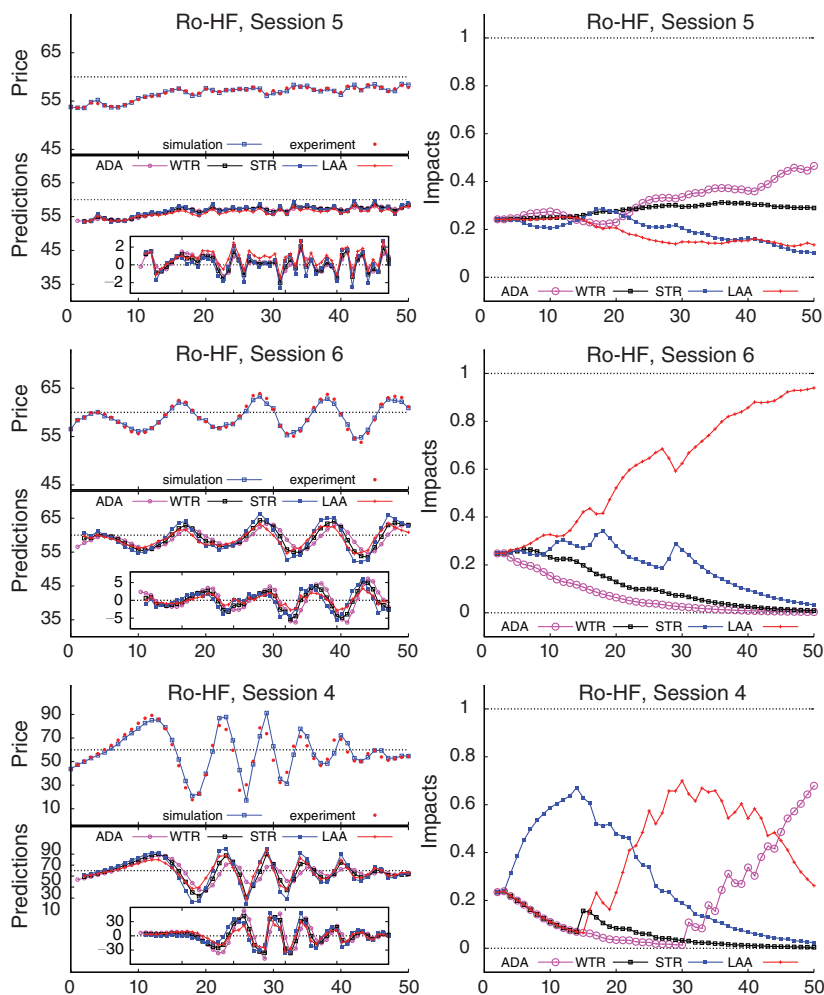 Ro-HF, Session 5
Price
65
55
45
simulation experiment
ADA WTR STR LAA
Predictions
60
50
40
30
2
0
−2
0 10 20 30 40 50
Ro-HF, Session 5
Impacts
1
0.8
0.6
0.4
0.2
0
ADA WTR STR LAA
0 10 20 30 40 50
Ro-HF, Session 6
Price
65
55
45
simulation experiment
ADA WTR STR LAA
Predictions
65
60
50
40
30
5
0
−5
0 10 20 30 40 50
Ro-HF, Session 6
Impacts
1
0.8
0.6
0.4
0.2
0
ADA WTR STR LAA
0 10 20 30 40 50
Ro-HF, Session 4
Price
90
70
50
30
10
simulation experiment
ADA WTR STR LAA
Predictions
90
70
50
30
10
30
0
−30
0 10 20 30 40 50
Ro-HF, Session 4
Impacts
1
0.8
0.6
0.4
0.2
0
ADA WTR STR LAA
0 10 20 30 40 50